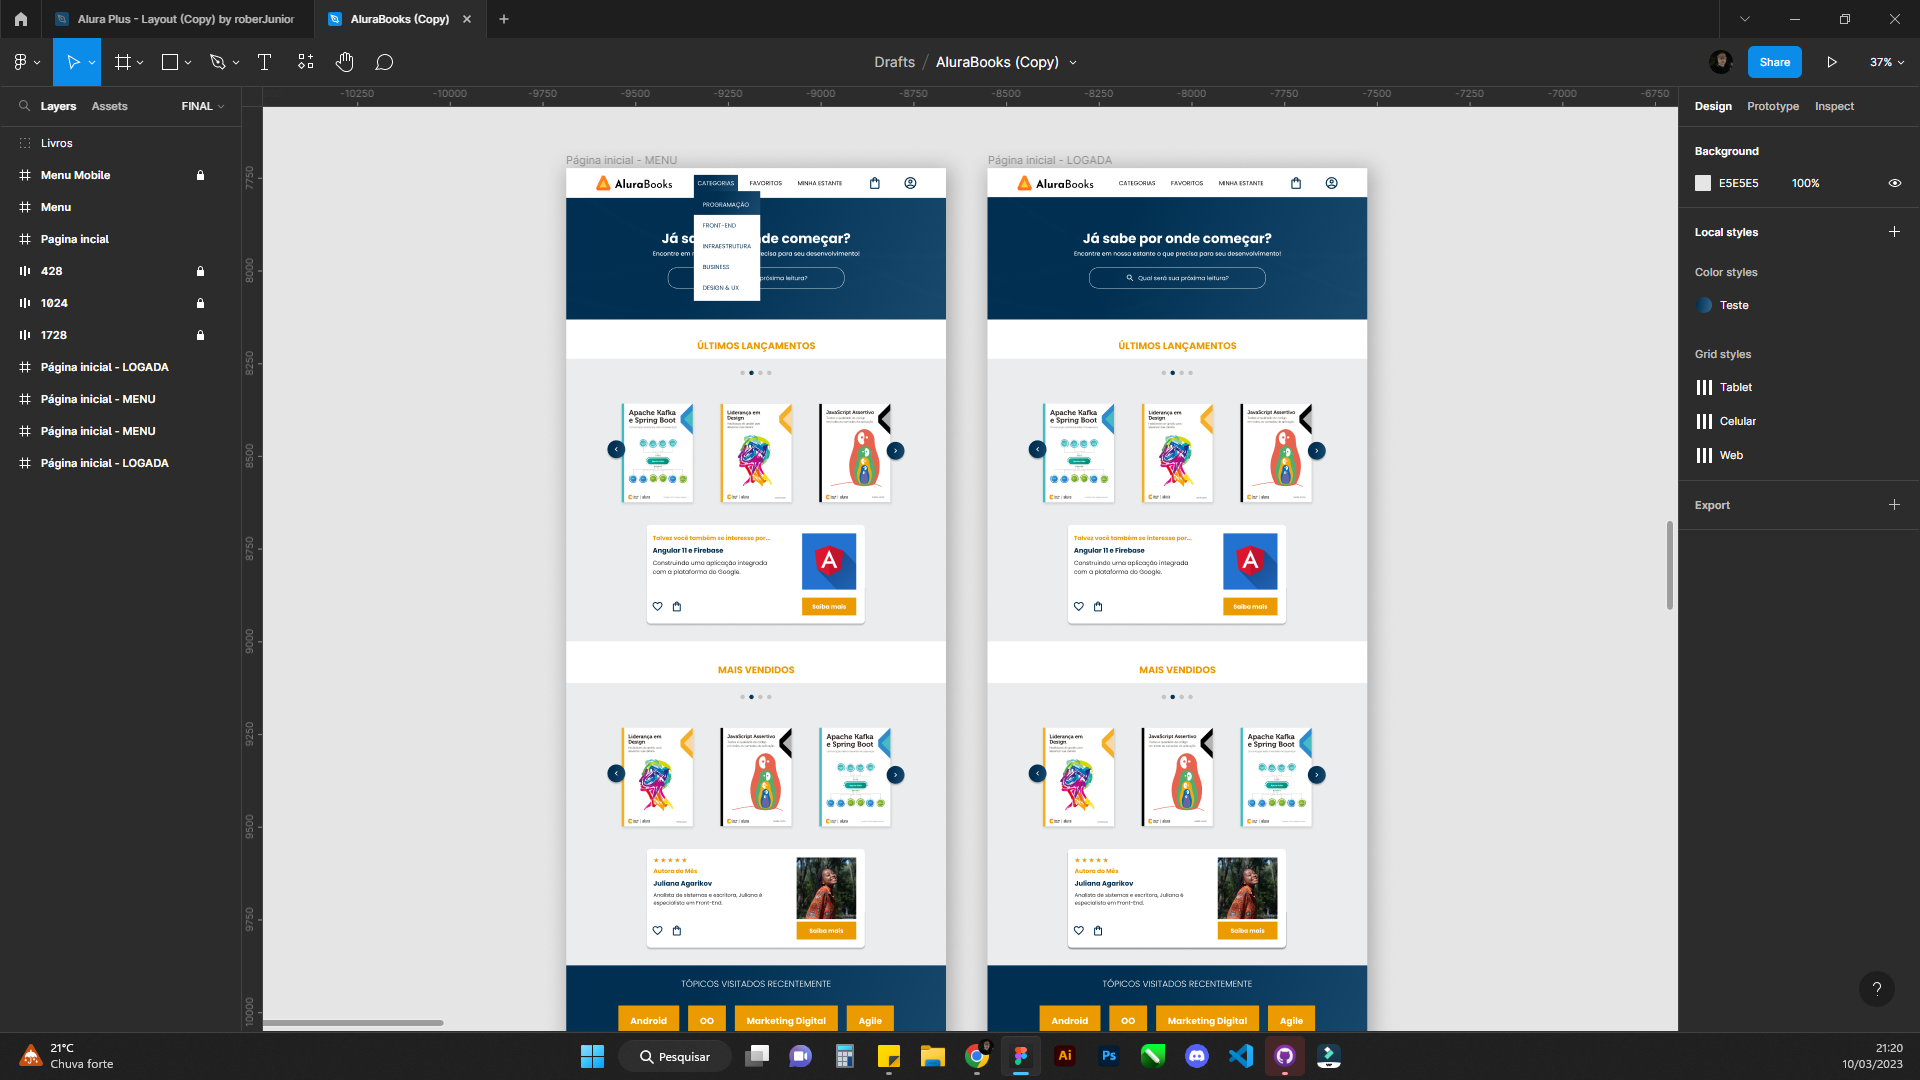 Alura Plus - Layout (Copy) by roberJunior
AluraBooks (Copy)
Drafts / AluraBooks (Copy)
Share
37%
Layers
Assets
FINAL
-10250
-10000
-9750
-9500
-9250
-9000
-8750
-8500
-8250
-8000
-7750
-7500
-7250
-7000
-6750
Design
Prototype
Inspect
Livros
Menu Mobile
Menu
Pagina incial
428
1024
1728
Página inicial - LOGADA
Página inicial - MENU
Página inicial - MENU
Página inicial - LOGADA
7750
8000
8250
8500
8750
9000
9250
9500
9750
10000
Página inicial - MENU
AluraBooks
CATEGORIAS
FAVORITOS
MINHA ESTANTE
PROGRAMAÇÃO
FRONT-END
INFRAESTRUTURA
BUSINESS
DESIGN & UX
Já sa
de começar?
Encontre em n
precisa para seu desenvolvimento!
próxima leitura?
ÚLTIMOS LANÇAMENTOS
Apache Kafka
e Spring Boot
Liderança em
Design
JavaScript Assertivo
Talvez você também se interesse por...
Angular 11 e Firebase
Construindo uma aplicação integrada
com a plataforma do Google.
Saiba mais
MAIS VENDIDOS
Liderança em
Design
JavaScript Assertivo
Apache Kafka
e Spring Boot
Autora do Mês
Juliana Agarikov
Analista de sistemas e escritora, Juliana é
especialista em Front-End.
Saiba mais
TÓPICOS VISITADOS RECENTEMENTE
Android
OO
Marketing Digital
Agile
Página inicial - LOGADA
AluraBooks
CATEGORIAS
FAVORITOS
MINHA ESTANTE
Já sabe por onde começar?
Encontre em nossa estante o que precisa para seu desenvolvimento!
Qual será sua próxima leitura?
ÚLTIMOS LANÇAMENTOS
Apache Kafka
e Spring Boot
Liderança em
Design
JavaScript Assertivo
Talvez você também se interesse por...
Angular 11 e Firebase
Construindo uma aplicação integrada
com a plataforma do Google.
Saiba mais
MAIS VENDIDOS
Liderança em
Design
JavaScript Assertivo
Apache Kafka
e Spring Boot
Autora do Mês
Juliana Agarikov
Analista de sistemas e escritora, Juliana é
especialista em Front-End.
Saiba mais
TÓPICOS VISITADOS RECENTEMENTE
Android
OO
Marketing Digital
Agile
Background
E5E5E5
100%
Local styles
Color styles
Teste
Grid styles
Tablet
Celular
Web
Export
?
21°C
Chuva forte
Pesquisar
Ai
Ps
21:20
10/03/2023